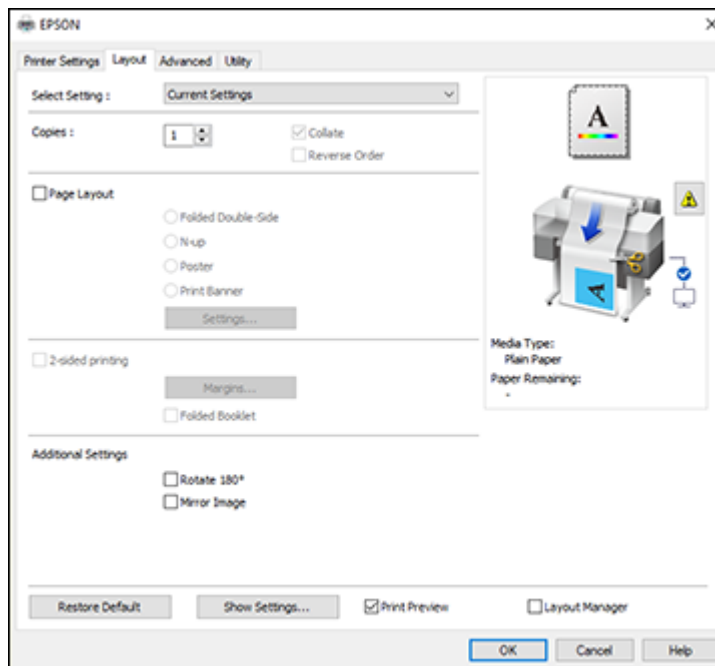 EPSON
Printer Settings Layout Advanced Utility
Select Setting : Current Settings
Copies : 1 Collate
Reverse Order
Page Layout
Folded Double-Side
N-up
Poster
Print Banner
Settings...
2-sided printing
Margins...
Folded Booklet
Additional Settings
Rotate 180°
Mirror Image
A
A
Media Type:
Plain Paper
Paper Remaining:
-
Restore Default Show Settings... Print Preview Layout Manager
OK Cancel Help